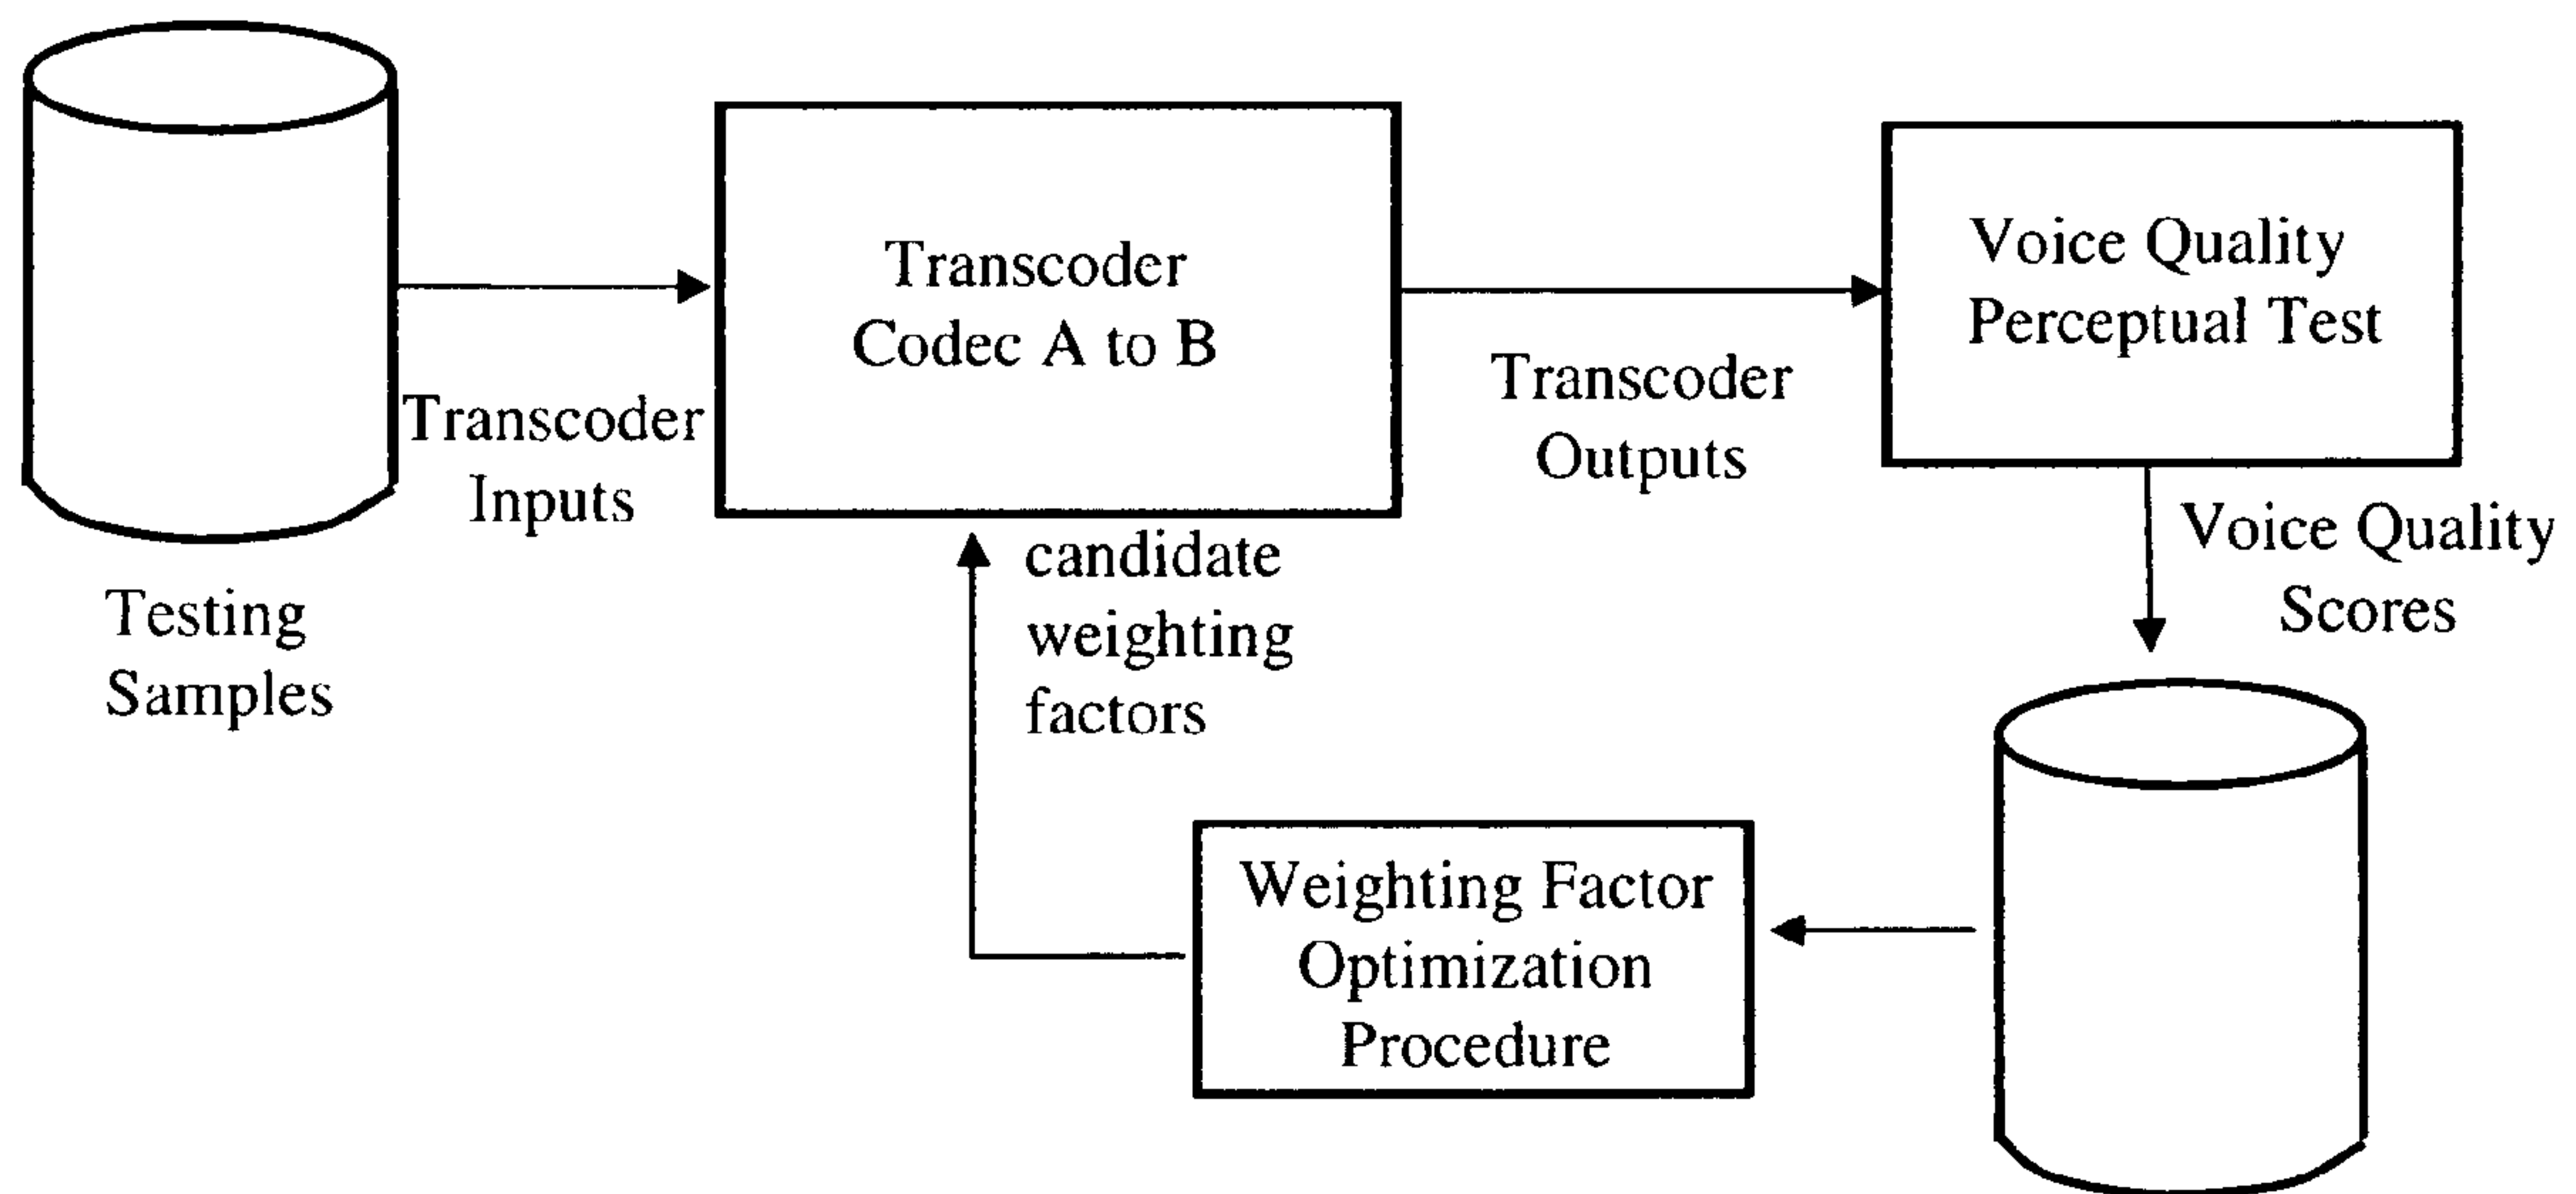 Transcoder
Codec A to B
Voice Quality
Perceptual Test
Transcoder
Inputs
Transcoder
Outputs
Testing
Samples
candidate
weighting
factors
Voice Quality
Scores
Weighting Factor
Optimization
Procedure